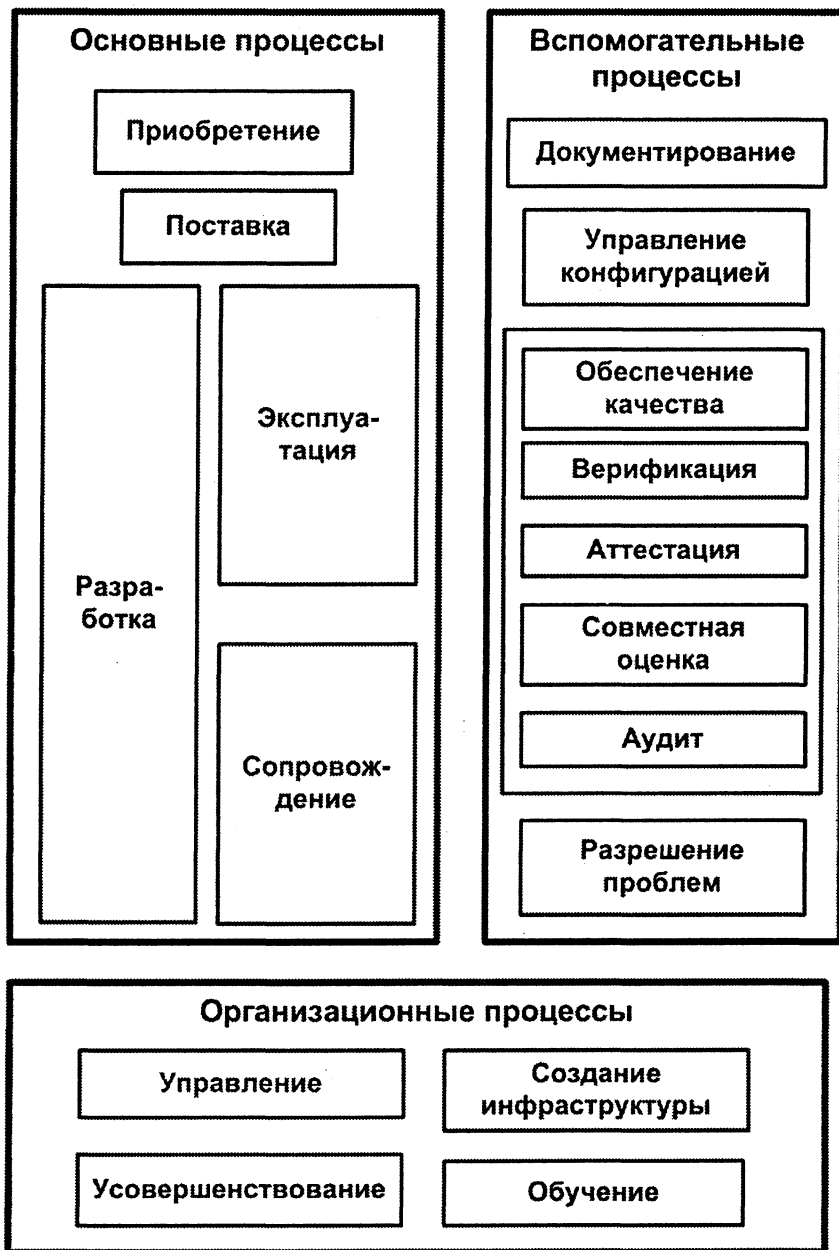 Основные процессы
Приобретение
Поставка
Разра-
ботка
Эксплуа-
тация
Сопровож-
дение
Вспомогательные
процессы
Документирование
Управление
конфигурацией
Обеспечение
качества
Верификация
Аттестация
Совместная
оценка
Аудит
Разрешение
проблем
Организационные процессы
Управление
Создание
инфраструктуры
Усовершенствование
Обучение